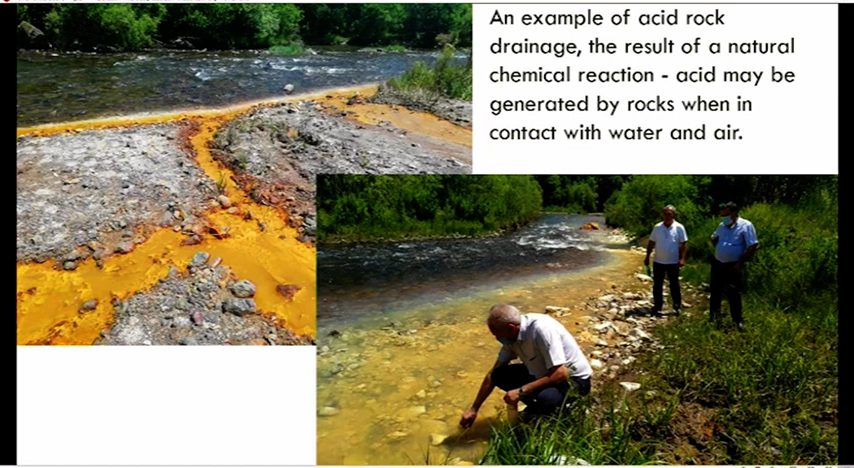 An example of acid rock
drainage, the result of a natural
chemical reaction - acid may be
generated by rocks when in
contact with water and air.